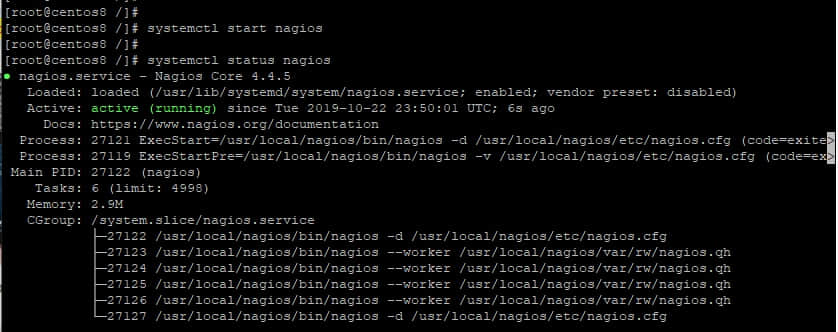 [root@centos8 /]#
[root@centos8 /]# systemctl start nagios
[root@centos8 /]#
[root@centos8 /]# systemctl status nagios
● nagios.service - Nagios Core 4.4.5
   Loaded: loaded (/usr/lib/systemd/system/nagios.service; enabled; vendor preset: disabled)
   Active: active (running) since Tue 2019-10-22 23:50:01 UTC; 6s ago
     Docs: https://www.nagios.org/documentation
  Process: 27121 ExecStart=/usr/local/nagios/bin/nagios -d /usr/local/nagios/etc/nagios.cfg (code=exite>
  Process: 27119 ExecStartPre=/usr/local/nagios/bin/nagios -v /usr/local/nagios/etc/nagios.cfg (code=ex>
 Main PID: 27122 (nagios)
    Tasks: 6 (limit: 4998)
   Memory: 2.9M
   CGroup: /system.slice/nagios.service
           ├─27122 /usr/local/nagios/bin/nagios -d /usr/local/nagios/etc/nagios.cfg
           ├─27123 /usr/local/nagios/bin/nagios --worker /usr/local/nagios/var/rw/nagios.qh
           ├─27124 /usr/local/nagios/bin/nagios --worker /usr/local/nagios/var/rw/nagios.qh
           ├─27125 /usr/local/nagios/bin/nagios --worker /usr/local/nagios/var/rw/nagios.qh
           ├─27126 /usr/local/nagios/bin/nagios --worker /usr/local/nagios/var/rw/nagios.qh
           └─27127 /usr/local/nagios/bin/nagios -d /usr/local/nagios/etc/nagios.cfg